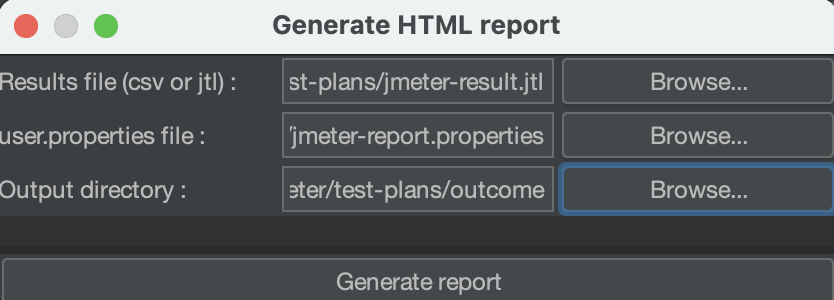 Generate HTML report
Results file (csv or jtl) : st-plans/jmeter-result.jtl Browse...
user.properties file : /jmeter-report.properties Browse...
Output directory : eter/test-plans/outcome Browse...
Generate report